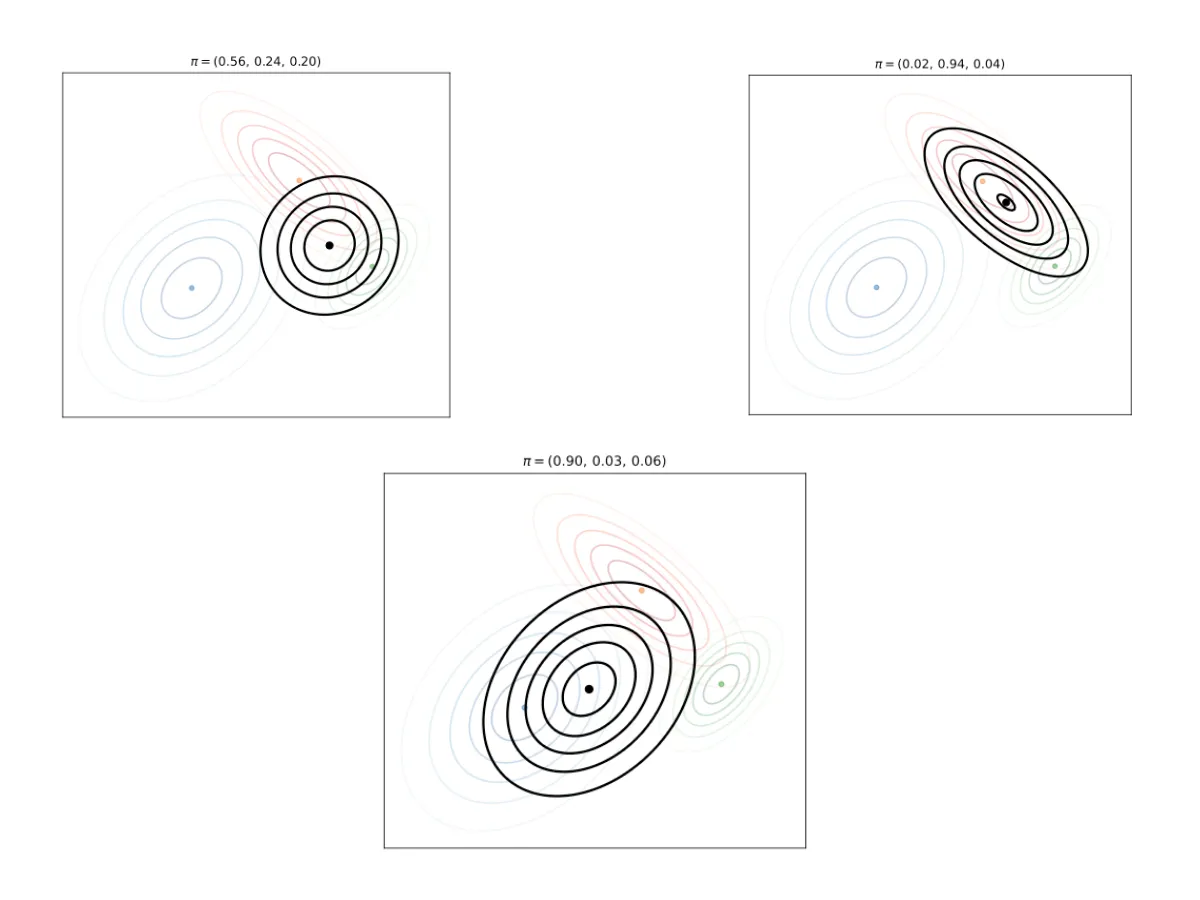 π = (0.56, 0.24, 0.20)
π = (0.02, 0.94, 0.04)
π = (0.90, 0.03, 0.06)